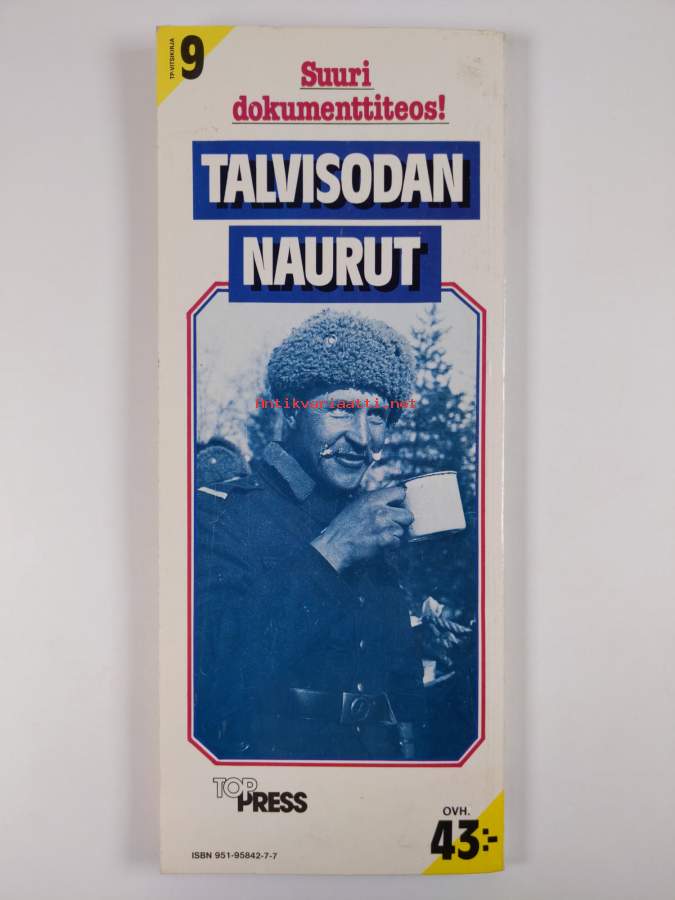 TP-VITSIKIRJA
9
Suuri
dokumenttiteos!
TALVISODAN
NAURUT
Antikvariaatti.net
TOP
PRESS
OVH.
43:-
ISBN 951-95842-7-7